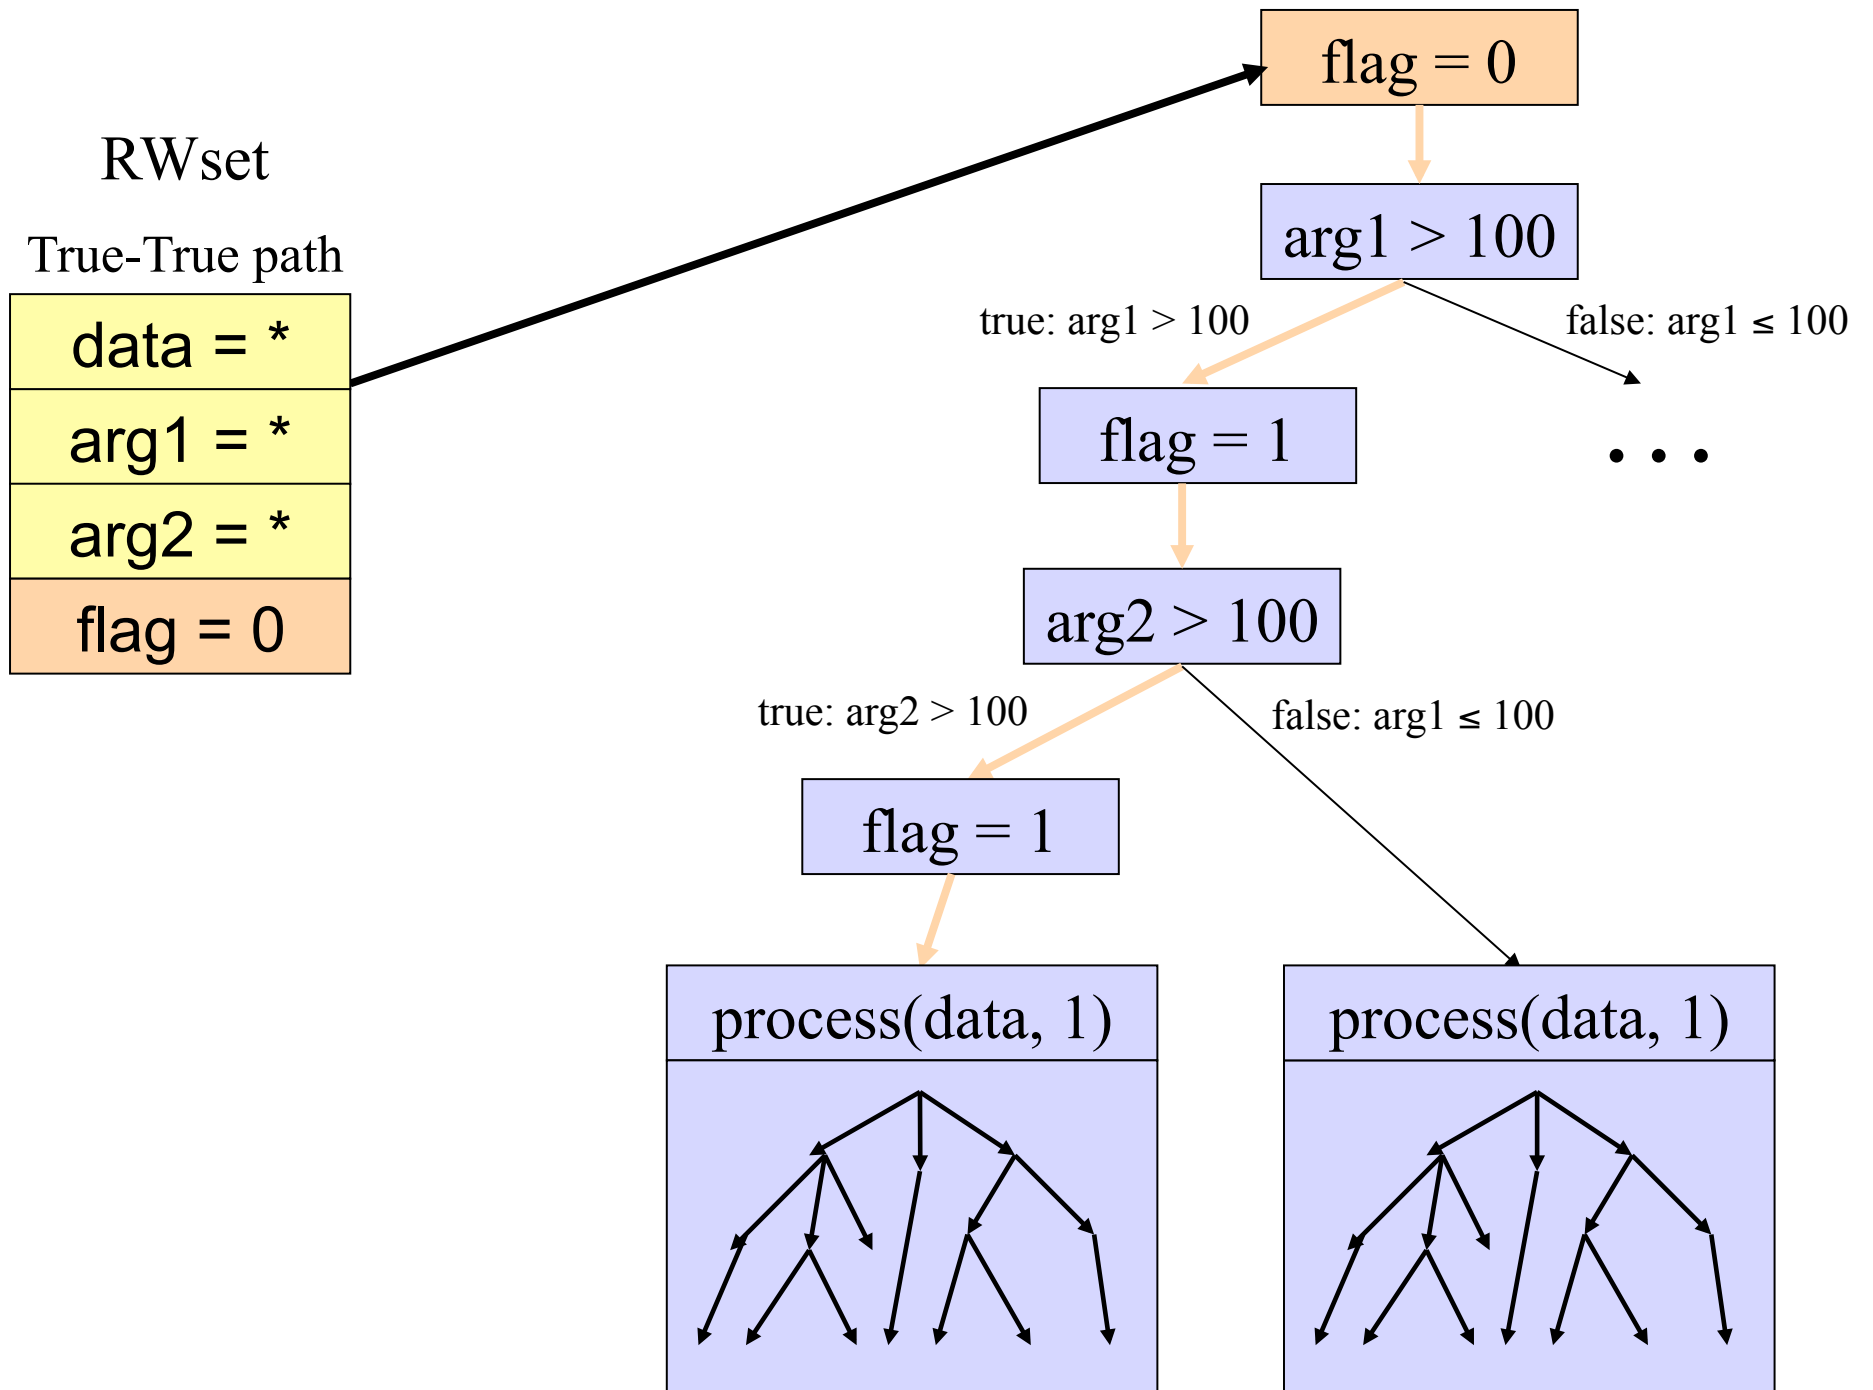 RWset
True-True path
data = *
arg1 = *
arg2 = *
flag = 0
flag = 0
arg1 > 100
true: arg1 > 100
false: arg1 ≤ 100
flag = 1
. . .
arg2 > 100
true: arg2 > 100
false: arg1 ≤ 100
flag = 1
process(data, 1)
process(data, 1)